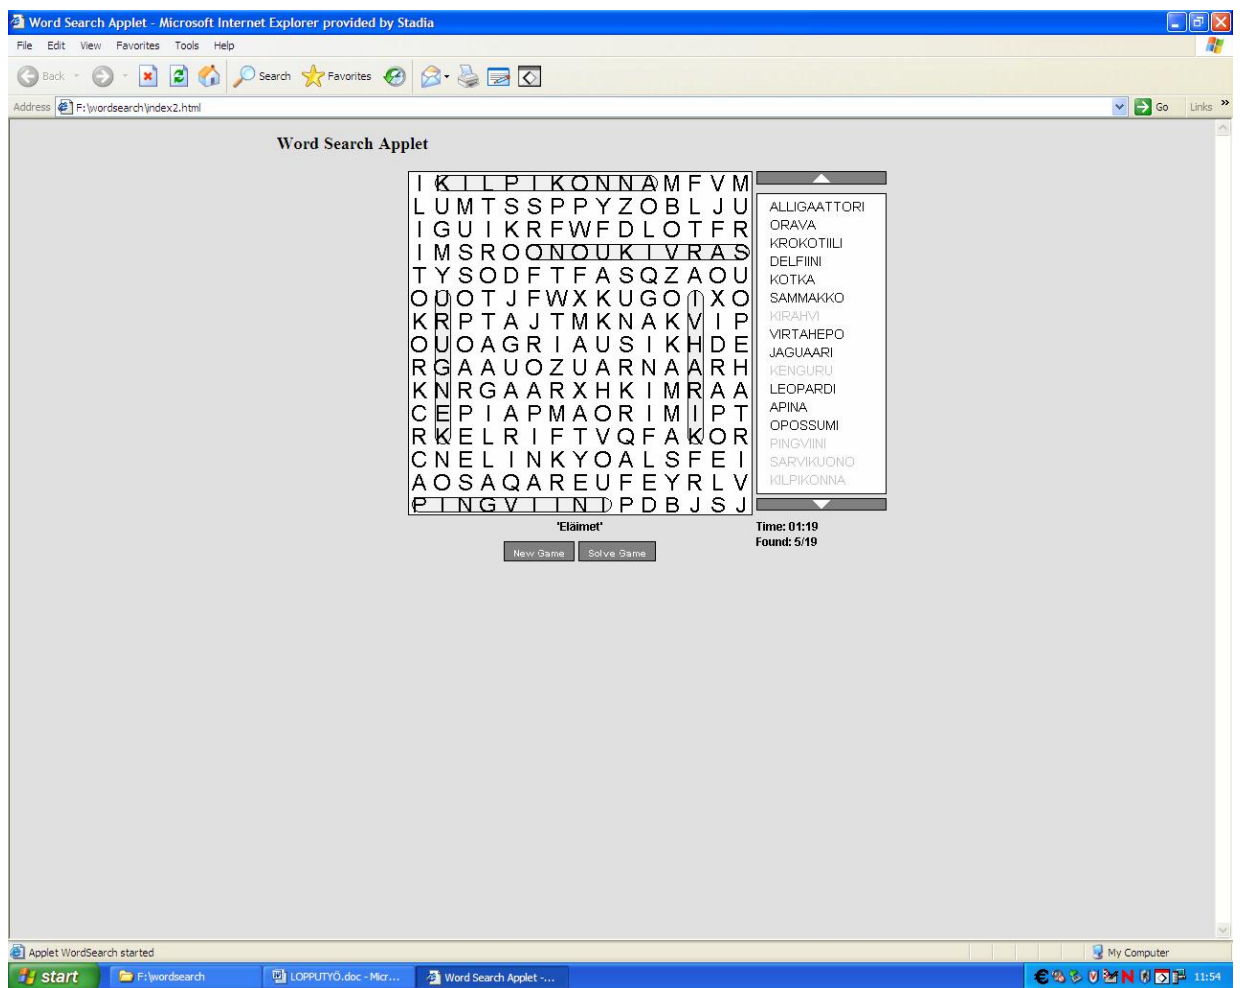 Word Search Applet - Microsoft Internet Explorer provided by Stadia
File Edit View Favorites Tools Help
Back Search Favorites
Address F:\wordsearch\index2.html Go Links »
Word Search Applet
I K I L P I K O N N A M F V M
L U M T S S P P Y Z O B L J U
I G U I K R F W F D L O T F R
I M S R O O N O U K I V R A S
T Y S O D F T F A S Q Z A O U
O U O T J F W X K U G O I X O
K R P T A J T M K N A K V I P
O U O A G R I A U S I K H D E
R G A A U O Z U A R N A A R H
K N R G A A R X H K I M R A A
C E P I A P M A O R I M I P T
R K E L R I F T V Q F A K O R
C N E L I N K Y O A L S F E I
A O S A Q A R E U F E Y R L V
P I N G V I I N I P D B J S J
ALLIGAATTORI
ORAVA
KROKOTIILI
DELFIINI
KOTKA
SAMMAKKO
KIRAHVI
VIRTAHEPO
JAGUAARI
KENGURU
LEOPARDI
APINA
OPOSSUMI
PINGVIINI
SARVIKUONO
KILPIKONNA
'Eläimet'
Time: 01:19
Found: 5/19
New Game Solve Game
Applet WordSearch started My Computer
start F:\wordsearch LOPPUTYÖ.doc - Micr... Word Search Applet -... 11:54